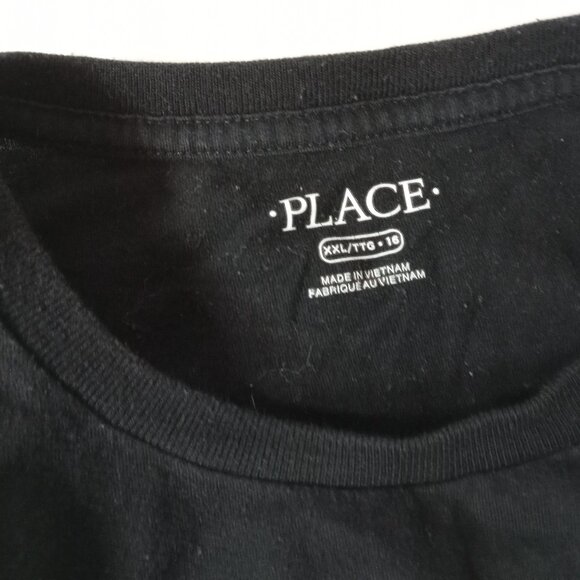 ·PLACE·
XXL/TTG • 16
MADE IN VIETNAM
FABRIQUE AU VIETNAM